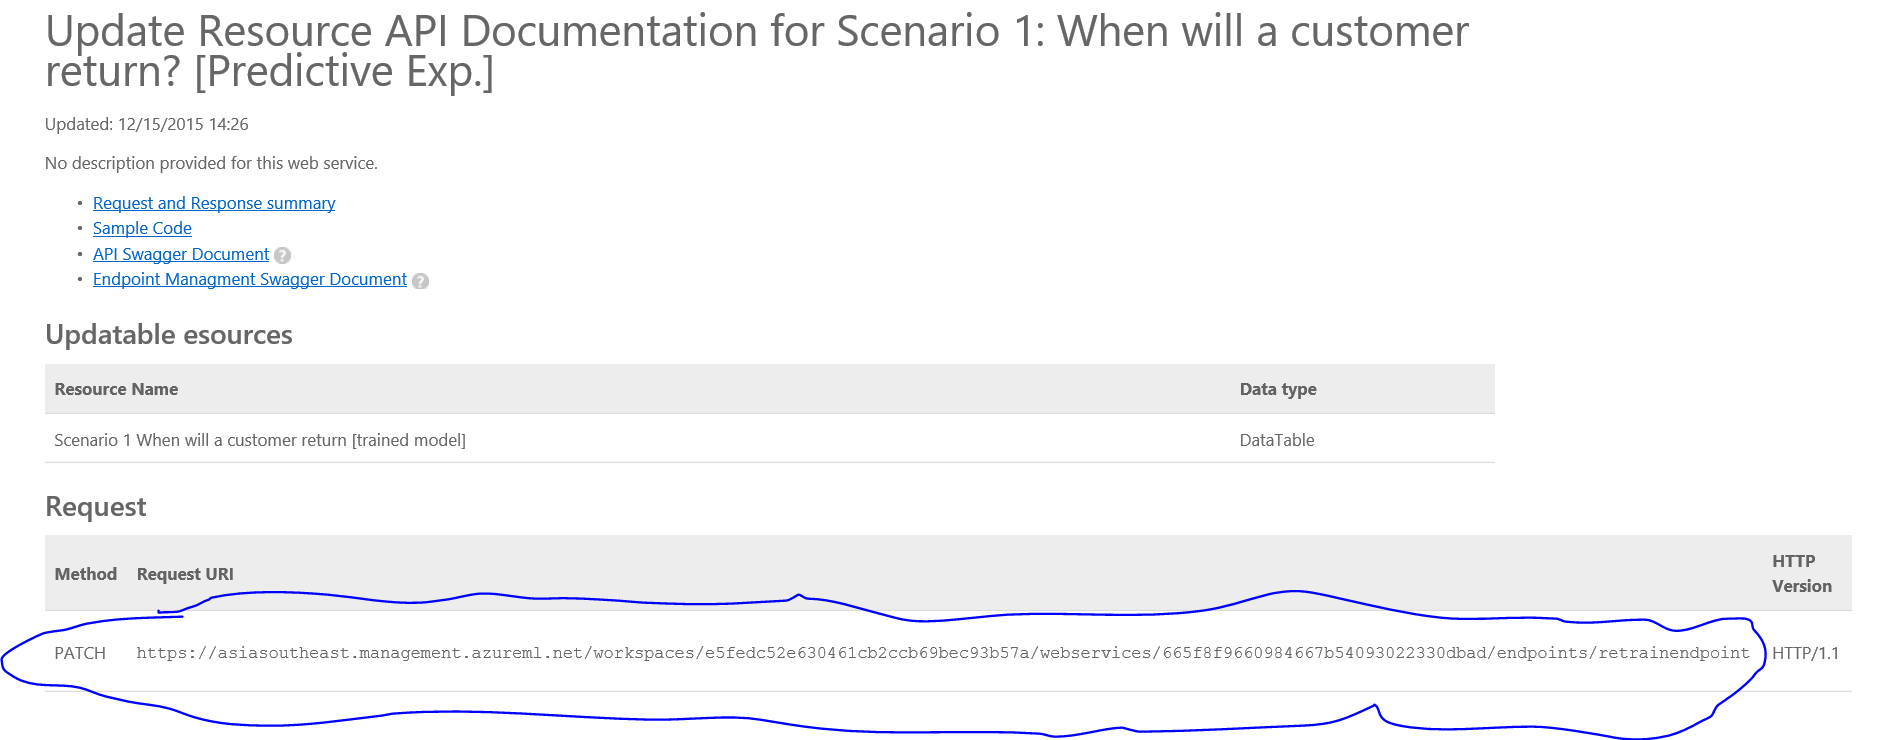 Update Resource API Documentation for Scenario 1: When will a customer
return? [Predictive Exp.]
Updated: 12/15/2015 14:26
No description provided for this web service.
• Request and Response summary
• Sample Code
• API Swagger Document ?
• Endpoint Managment Swagger Document ?
Updatable esources
Resource Name Data type
Scenario 1 When will a customer return [trained model] DataTable
Request
Method Request URI HTTP Version
PATCH https://asiasoutheast.management.azureml.net/workspaces/e5fedc52e630461cb2ccb69bec93b57a/webservices/665f8f9660984667b54093022330dbad/endpoints/retrainendpoint HTTP/1.1